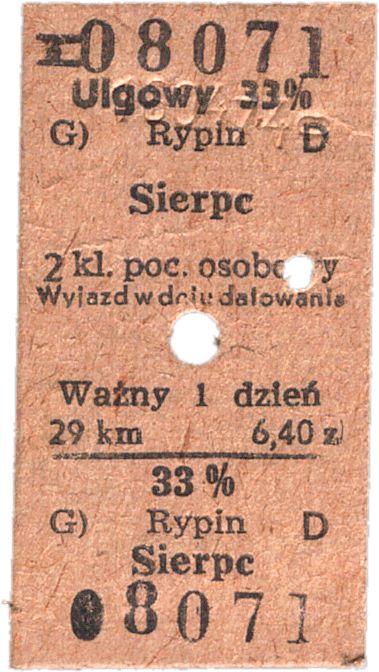 08071
Ulgowy 33%
G) Rypin D
Sierpc
2 kl. poc. osobowy
Wyjazd w dniu datowania
Ważny 1 dzień
29 km 6,40 zł
33 %
G) Rypin D
Sierpc
08071